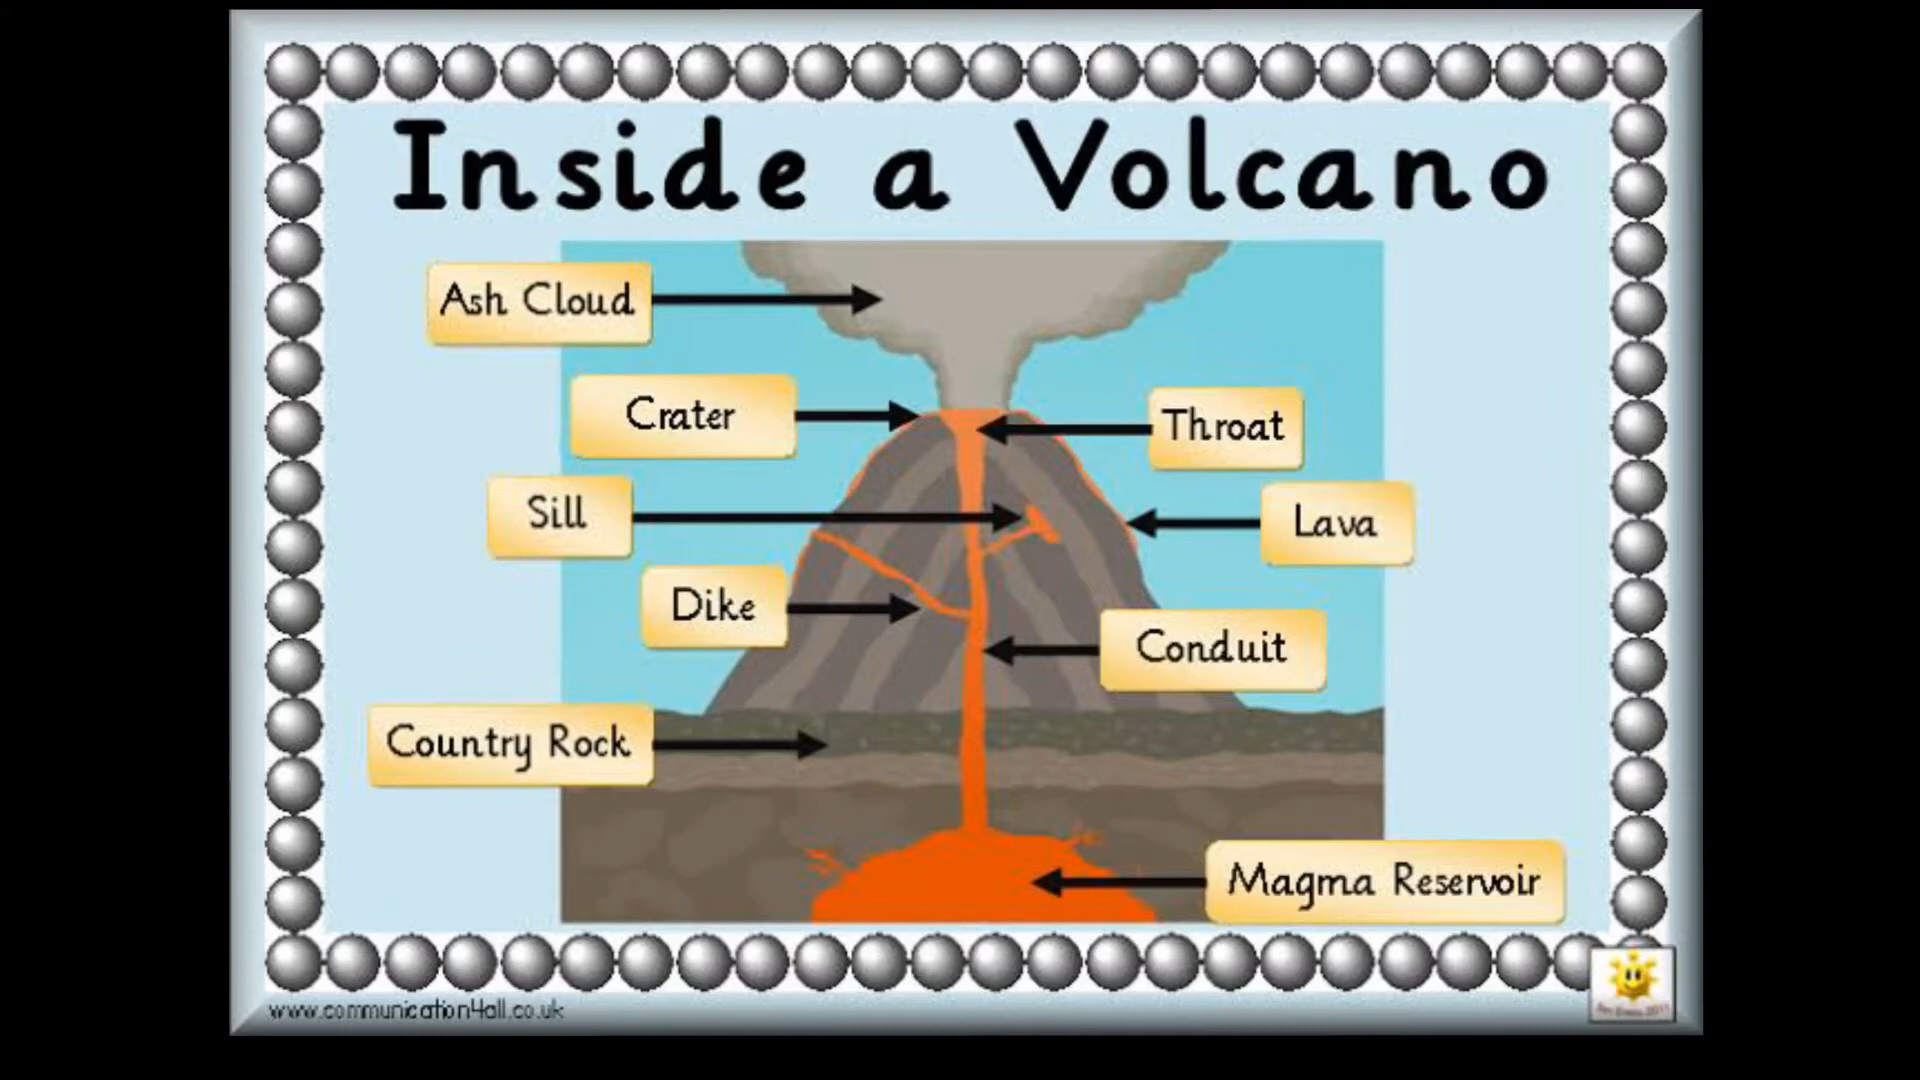 Inside a Volcano
Ash Cloud
Crater
Throat
Sill
Lava
Dike
Conduit
Country Rock
Magma Reservoir
www.communication4all.co.uk